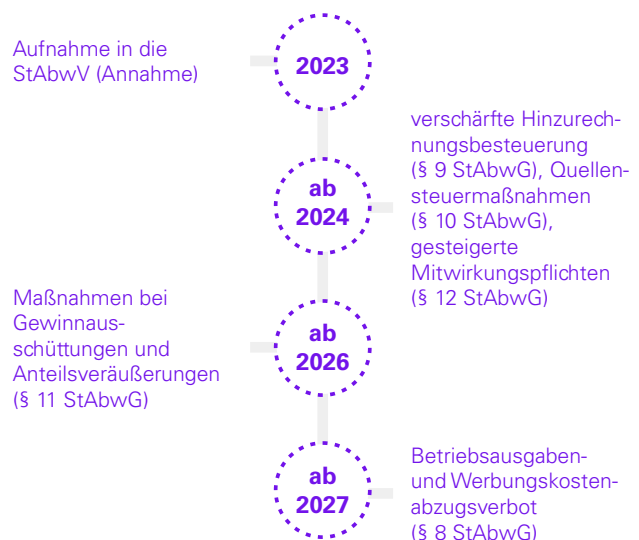 Aufnahme in die
StAbwV (Annahme)
2023
verschärfte Hinzurech-
nungsbesteuerung
(§ 9 StAbwG), Quellen-
steuermaßnahmen
(§ 10 StAbwG),
gesteigerte
Mitwirkungspflichten
(§ 12 StAbwG)
ab
2024
Maßnahmen bei
Gewinnaus-
schüttungen und
Anteilsveräußerungen
(§ 11 StAbwG)
ab
2026
ab
2027
Betriebsausgaben-
und Werbungskosten-
abzugsverbot
(§ 8 StAbwG)